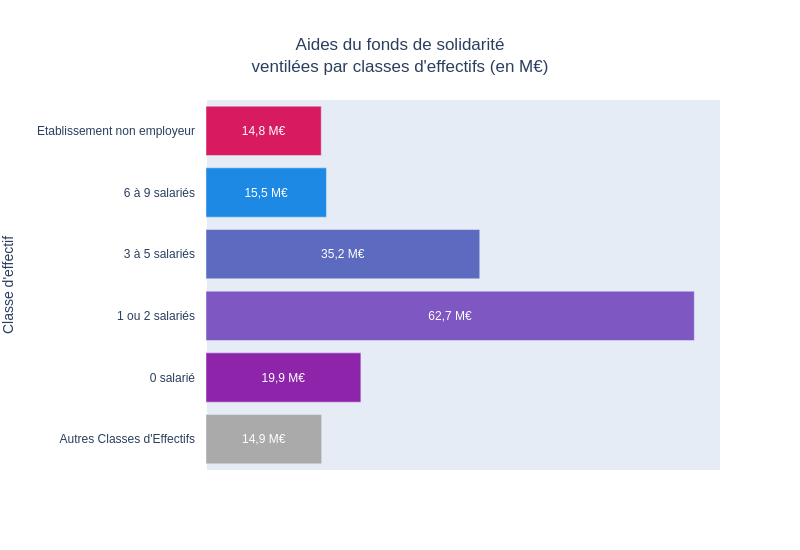 Aides du fonds de solidarité
ventilées par classes d'effectifs (en M€)
Classe d'effectif
Etablissement non employeur
14,8 M€
6 à 9 salariés
15,5 M€
3 à 5 salariés
35,2 M€
1 ou 2 salariés
62,7 M€
0 salarié
19,9 M€
Autres Classes d'Effectifs
14,9 M€